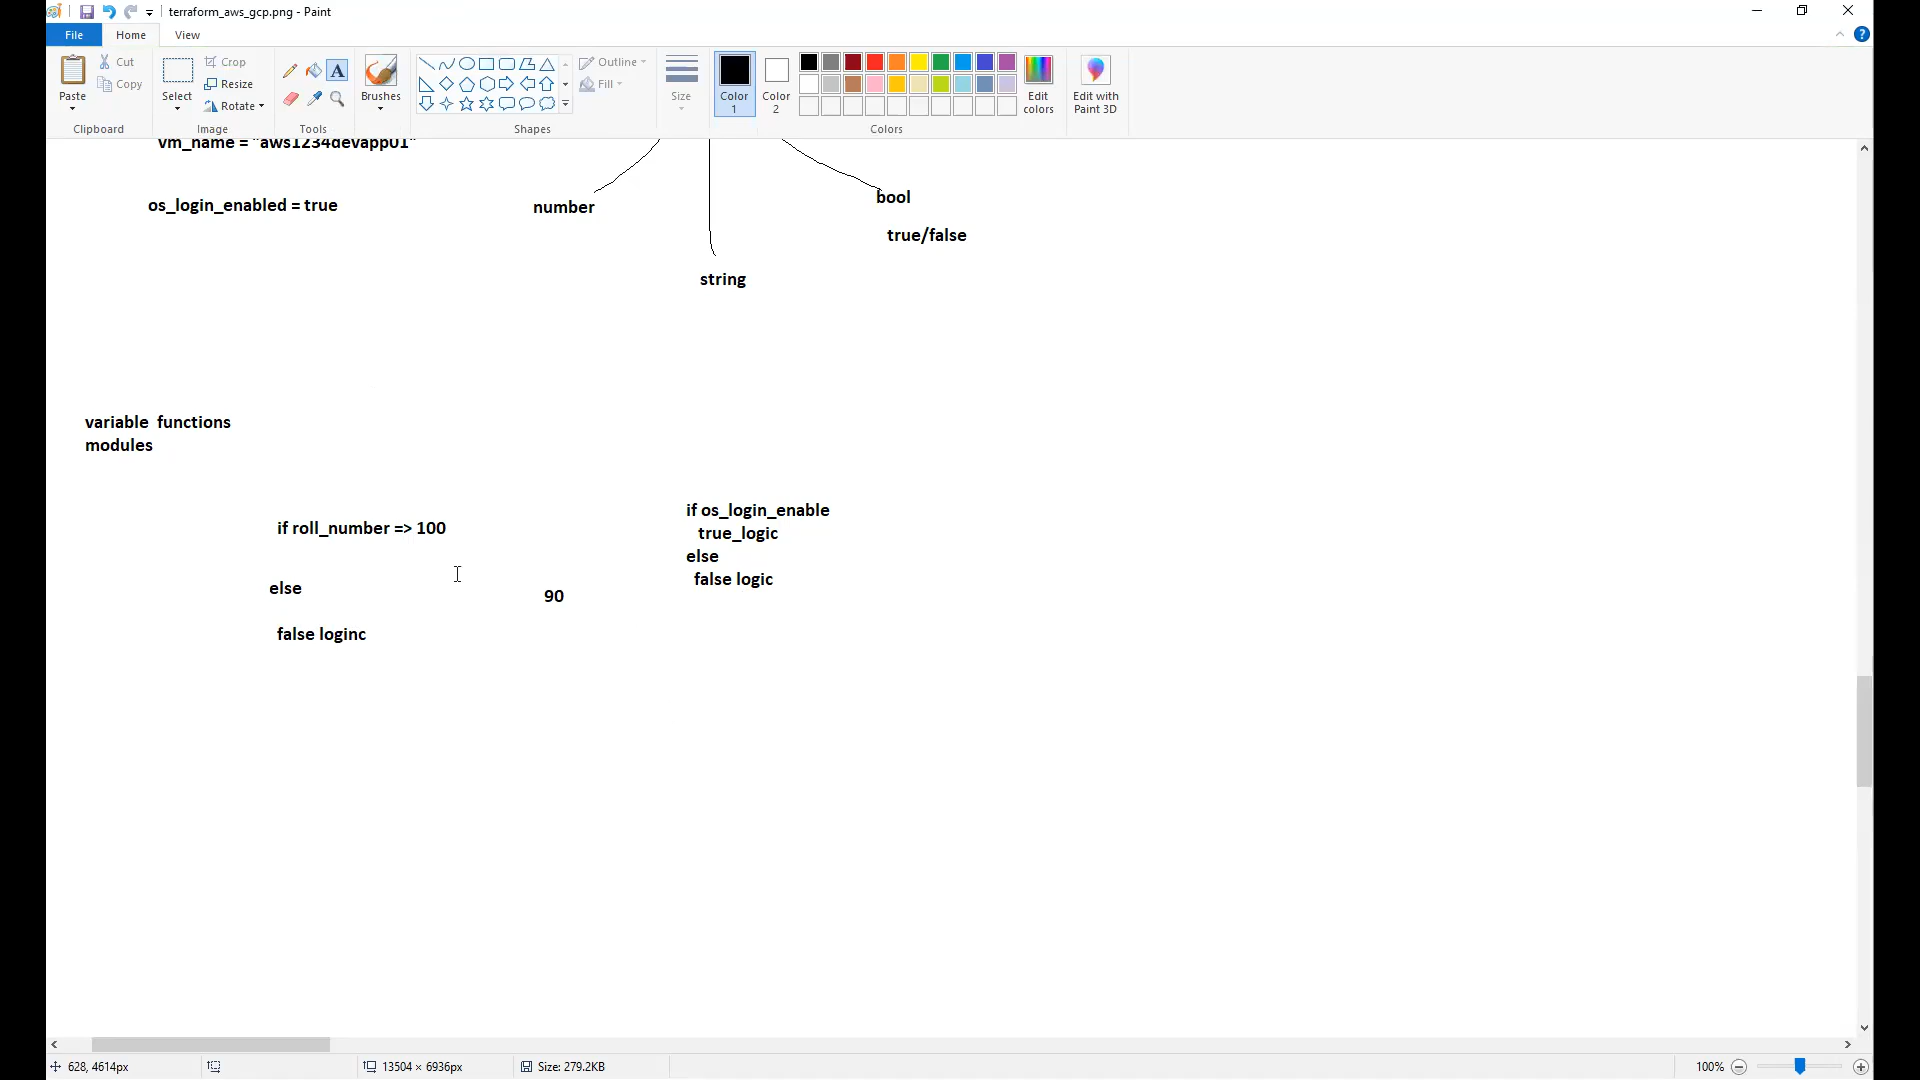 terraform_aws_gcp.png - Paint
File
Home
View
Paste
Cut
Copy
Clipboard
Select
Crop
Resize
Rotate
Image
A
Tools
Brushes
Shapes
Outline
Fill
Size
Color 1
Color 2
Edit colors
Colors
Edit with Paint 3D
?
vm_name = "aws1234devapp01"
os_login_enabled = true
number
bool
true/false
string
variable functions
modules
if roll_number => 100
else
false loginc
90
if os_login_enable
true_logic
else
false logic
628, 4614px
13504 × 6936px
Size: 279.2KB
100%